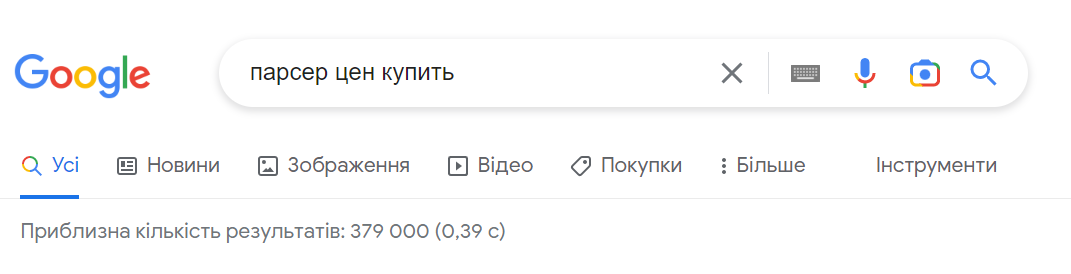 Google парсер цен купить
Усі Новини Зображення Відео Покупки Більше Інструменти
Приблизна кількість результатів: 379 000 (0,39 с)